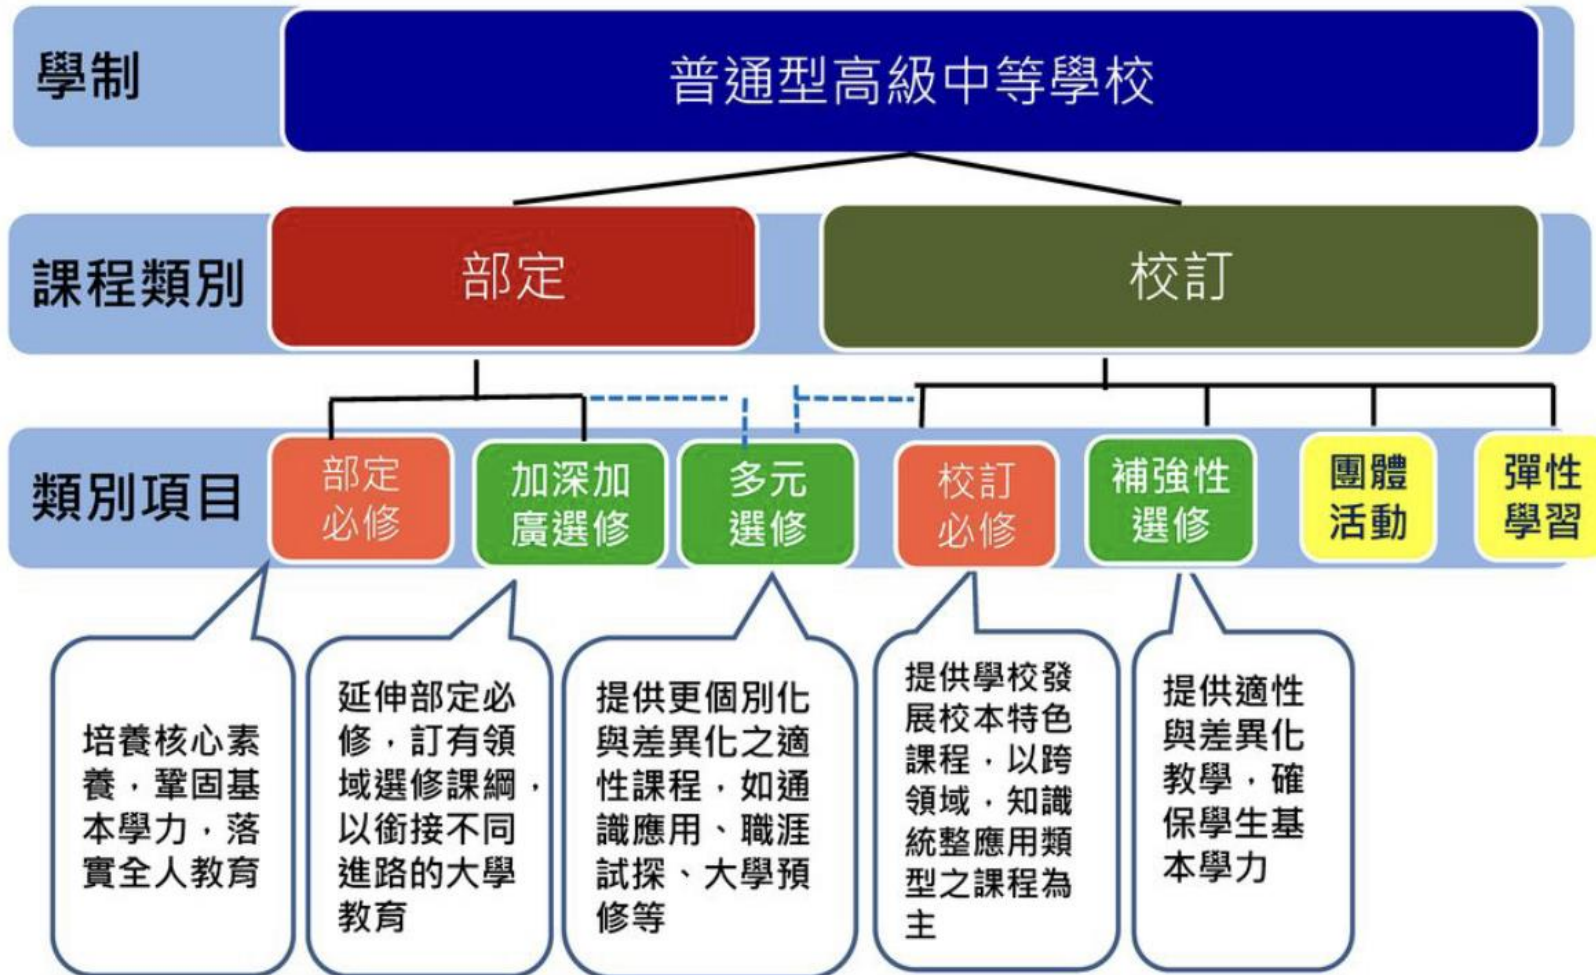 學制
普通型高級中等學校
課程類別
部定
校訂
類別項目
部定
必修
加深加
廣選修
多元
選修
校訂
必修
補強性
選修
團體
活動
彈性
學習
培養核心素
養，鞏固基
本學力，落
實全人教育
延伸部定必
修，訂有領
域選修課綱，
以銜接不同
進路的大學
教育
提供更個別化
與差異化之適
性課程，如通
識應用、職涯
試探、大學預
修等
提供學校發
展校本特色
課程，以跨
領域，知識
統整應用類
型之課程為
主
提供適性
與差異化
教學，確
保學生基
本學力